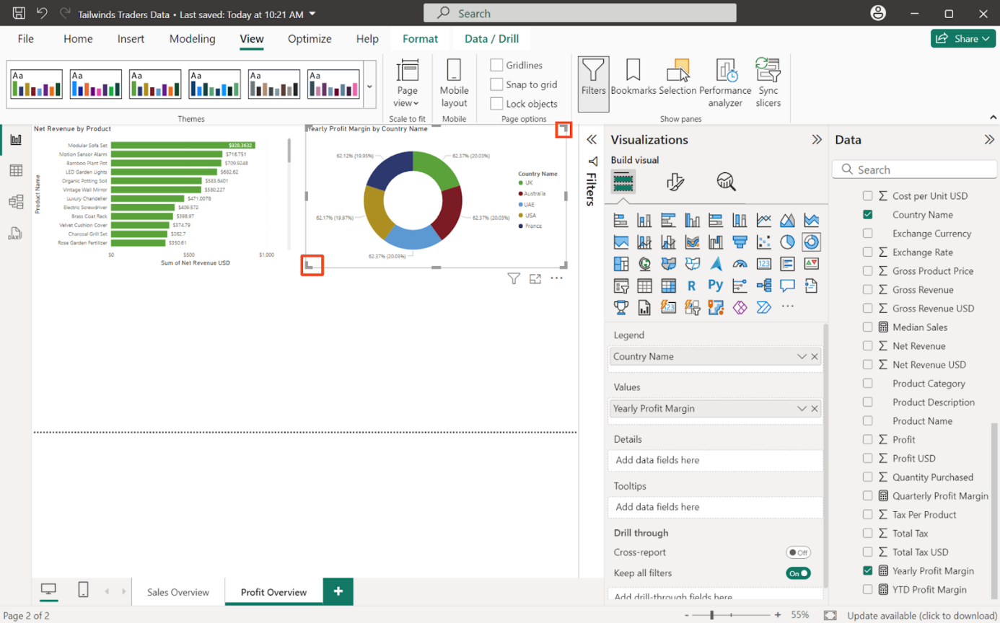 Tailwinds Traders Data • Last saved: Today at 10:21 AM
Search
File Home Insert Modeling View Optimize Help Format Data / Drill Share
Aa Aa Aa Aa Aa Aa
Page view
Mobile layout
Gridlines
Snap to grid
Lock objects
Filters Bookmarks Selection Performance analyzer Sync slicers
Themes Scale to fit Mobile Page options Show panes
Net Revenue by Product
Product Name
Modular Sofa Set $928.3632
Motion Sensor Alarm $716.751
Bamboo Plant Pot $709.9248
LED Garden Lights $682.62
Organic Potting Soil $583.6401
Vintage Wall Mirror $580.227
Luxury Chandelier $471.0078
Electric Screwdriver $409.572
Brass Coat Rack $398.97
Velvet Cushion Cover $374.79
Charcoal Grill Set $362.7
Rose Garden Fertilizer $350.61
$0 $500 $1,000
Sum of Net Revenue USD
Yearly Profit Margin by Country Name
62.12% (19.95%) 62.37% (20.03%)
62.17% (19.97%) 62.37% (20.03%)
62.37% (20.03%)
Country Name
UK
Austraila
UAE
USA
France
Filters
Visualizations
Build visual
123
R Py
123
Legend
Country Name
Values
Yearly Profit Margin
Details
Add data fields here
Tooltips
Add data fields here
Drill through
Cross-report Off
Keep all filters On
Add drill-through fields here
Data
Search
Cost per Unit USD
Country Name
Exchange Currency
Exchange Rate
Gross Product Price
Gross Revenue
Gross Revenue USD
Median Sales
Net Revenue
Net Revenue USD
Product Category
Product Description
Product Name
Profit
Profit USD
Quantity Purchased
Quarterly Profit Margin
Tax Per Product
Total Tax
Total Tax USD
Yearly Profit Margin
YTD Profit Margin
DAX
Sales Overview Profit Overview +
Page 2 of 2
- + 55% Update available (click to download)